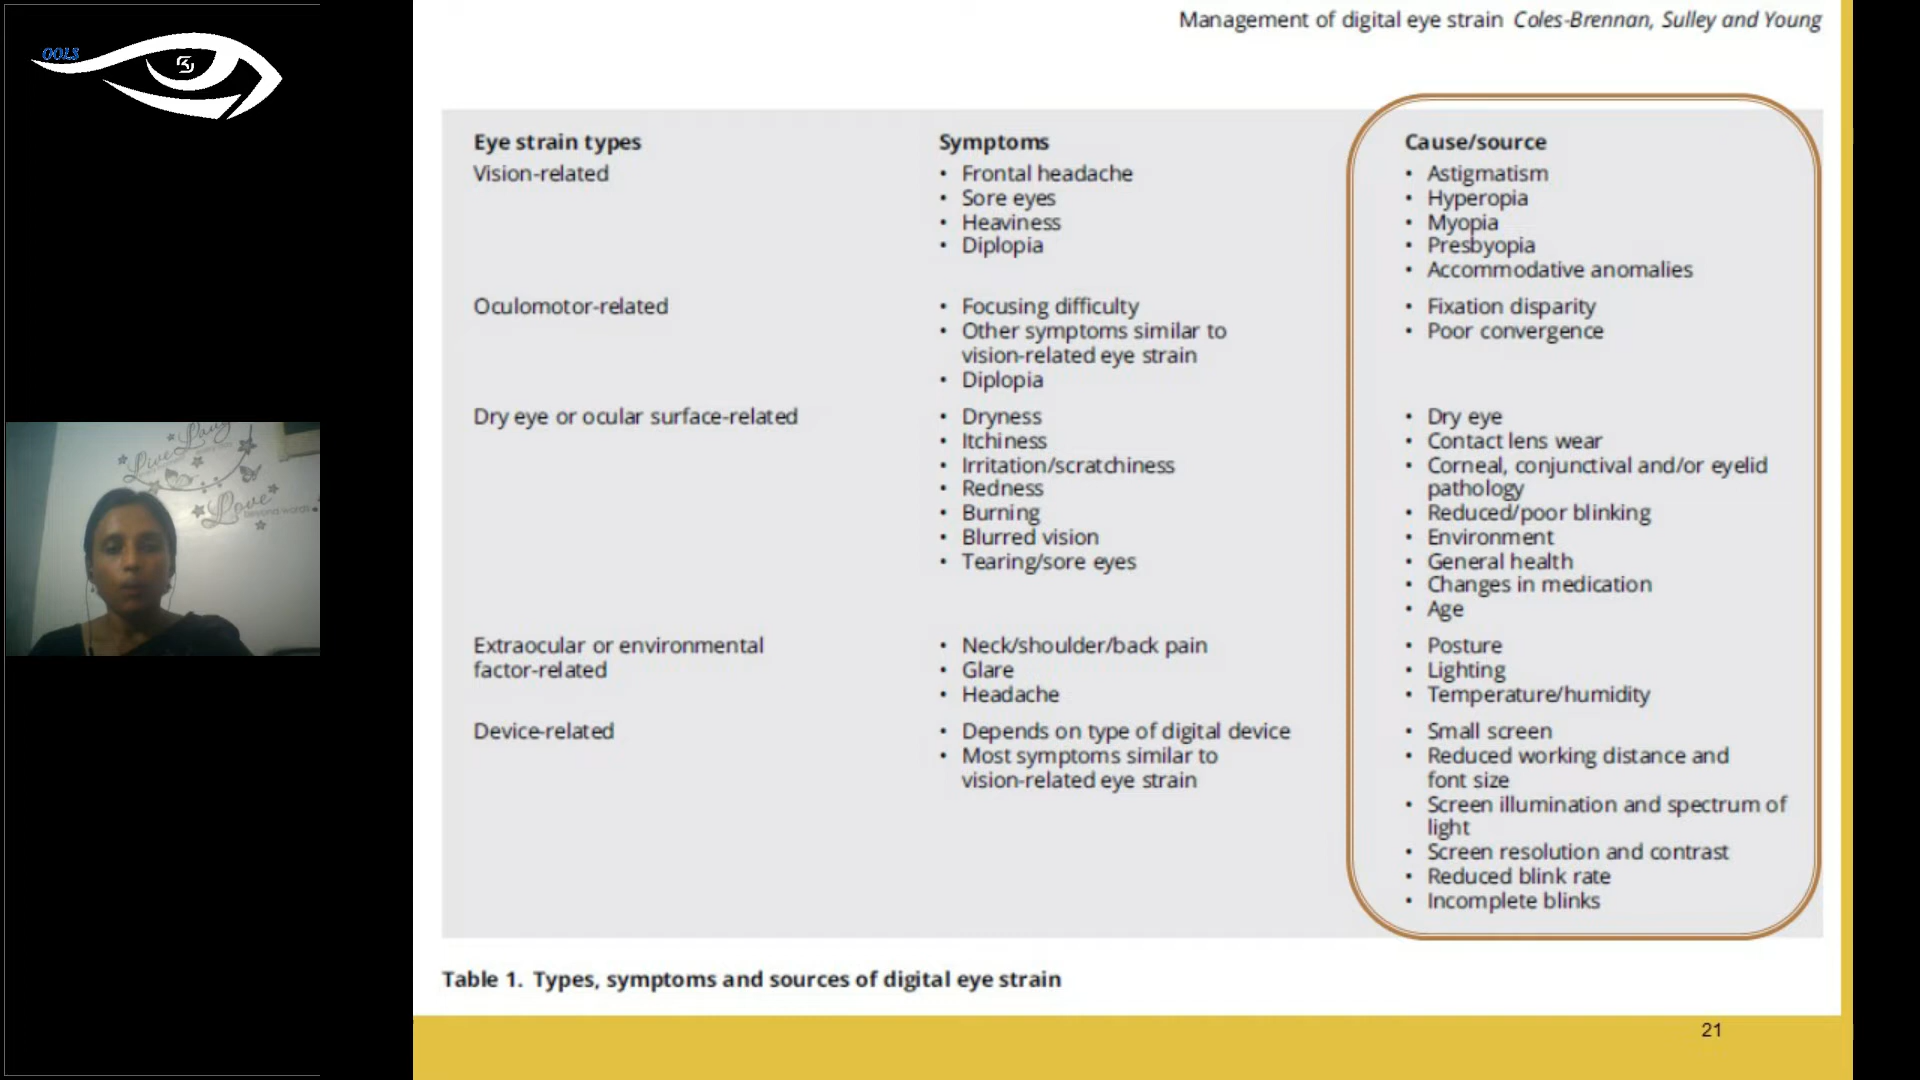 OOLS
Management of digital eye strain Coles-Brennan, Sulley and Young
Eye strain types
Symptoms
Cause/source
Vision-related
• Frontal headache
• Sore eyes
• Heaviness
• Diplopia
• Astigmatism
• Hyperopia
• Myopia
• Presbyopia
• Accommodative anomalies
Oculomotor-related
• Focusing difficulty
• Other symptoms similar to
vision-related eye strain
• Diplopia
• Fixation disparity
• Poor convergence
Dry eye or ocular surface-related
• Dryness
• Itchiness
• Irritation/scratchiness
• Redness
• Burning
• Blurred vision
• Tearing/sore eyes
• Dry eye
• Contact lens wear
• Corneal, conjunctival and/or eyelid
pathology
• Reduced/poor blinking
• Environment
• General health
• Changes in medication
• Age
Extraocular or environmental
factor-related
• Neck/shoulder/back pain
• Glare
• Headache
• Posture
• Lighting
• Temperature/humidity
Device-related
• Depends on type of digital device
• Most symptoms similar to
vision-related eye strain
• Small screen
• Reduced working distance and
font size
• Screen illumination and spectrum of
light
• Screen resolution and contrast
• Reduced blink rate
• Incomplete blinks
Table 1. Types, symptoms and sources of digital eye strain
21
Live
Laug
Love
beyond words